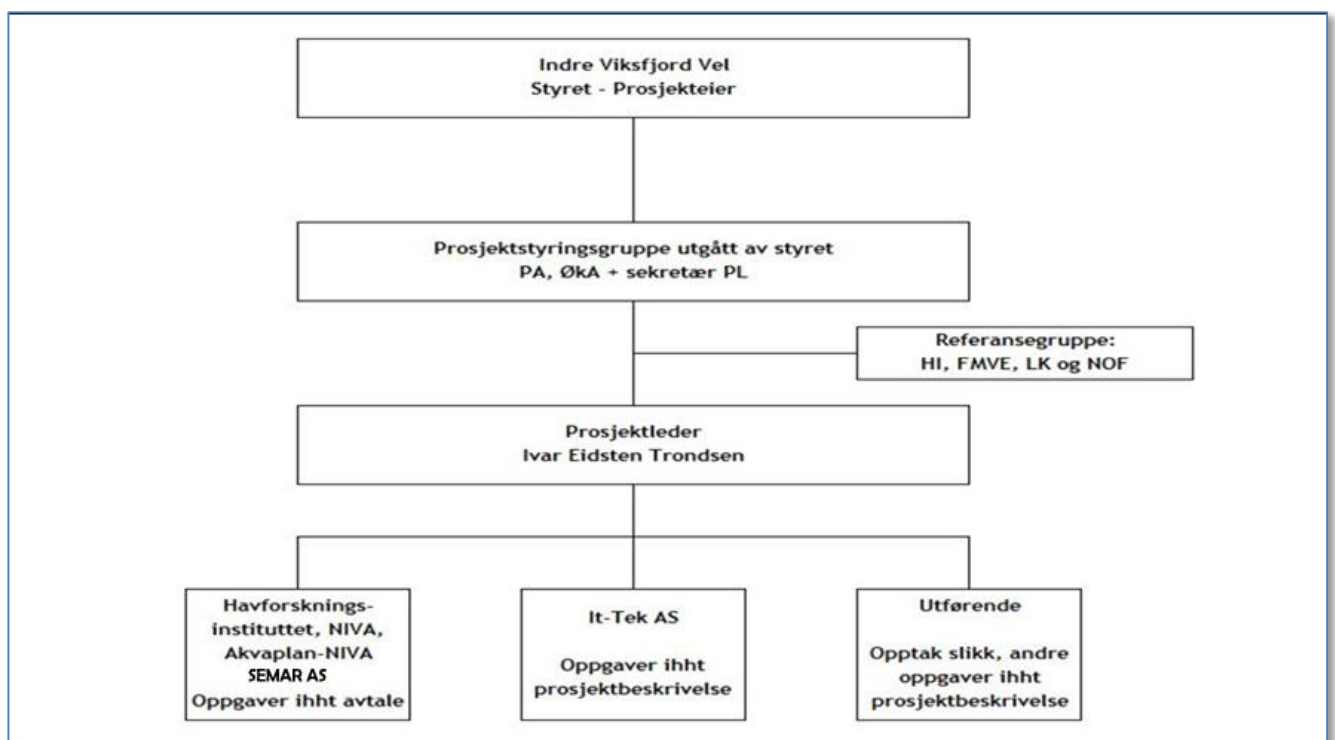 Indre Viksfjord Vel
Styret - Prosjekteier
Prosjektstyringsgruppe utgått av styret
PA, ØkA + sekretær PL
Referansegruppe:
HI, FMVE, LK og NOF
Prosjektleder
Ivar Eidsten Trondsen
Havforsknings-
instituttet, NIVA,
Akvaplan-NIVA
SEMAR AS
Oppgaver ihht avtale
It-Tek AS
Oppgaver ihht
prosjektbeskrivelse
Utførende
Opptak slikk, andre
oppgaver ihht
prosjektbeskrivelse